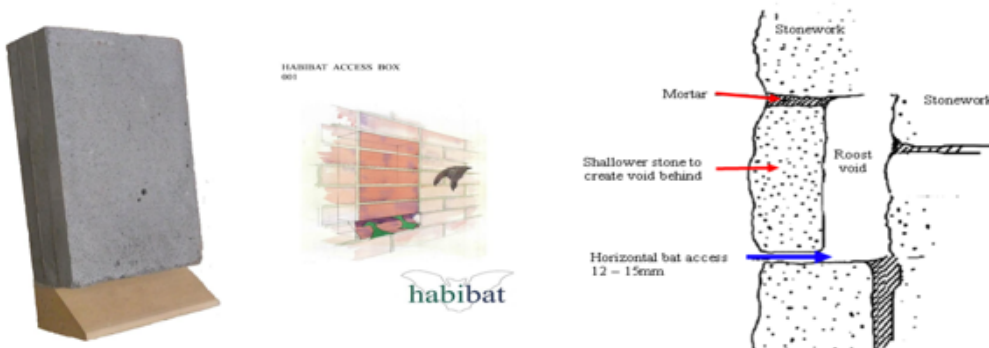 HABIBAT ACCESS BOX
001
habibat
Stonework
Mortar
Stonework
Shallower stone to
create void behind
Roost
void
Horizontal bat access
12 – 15mm